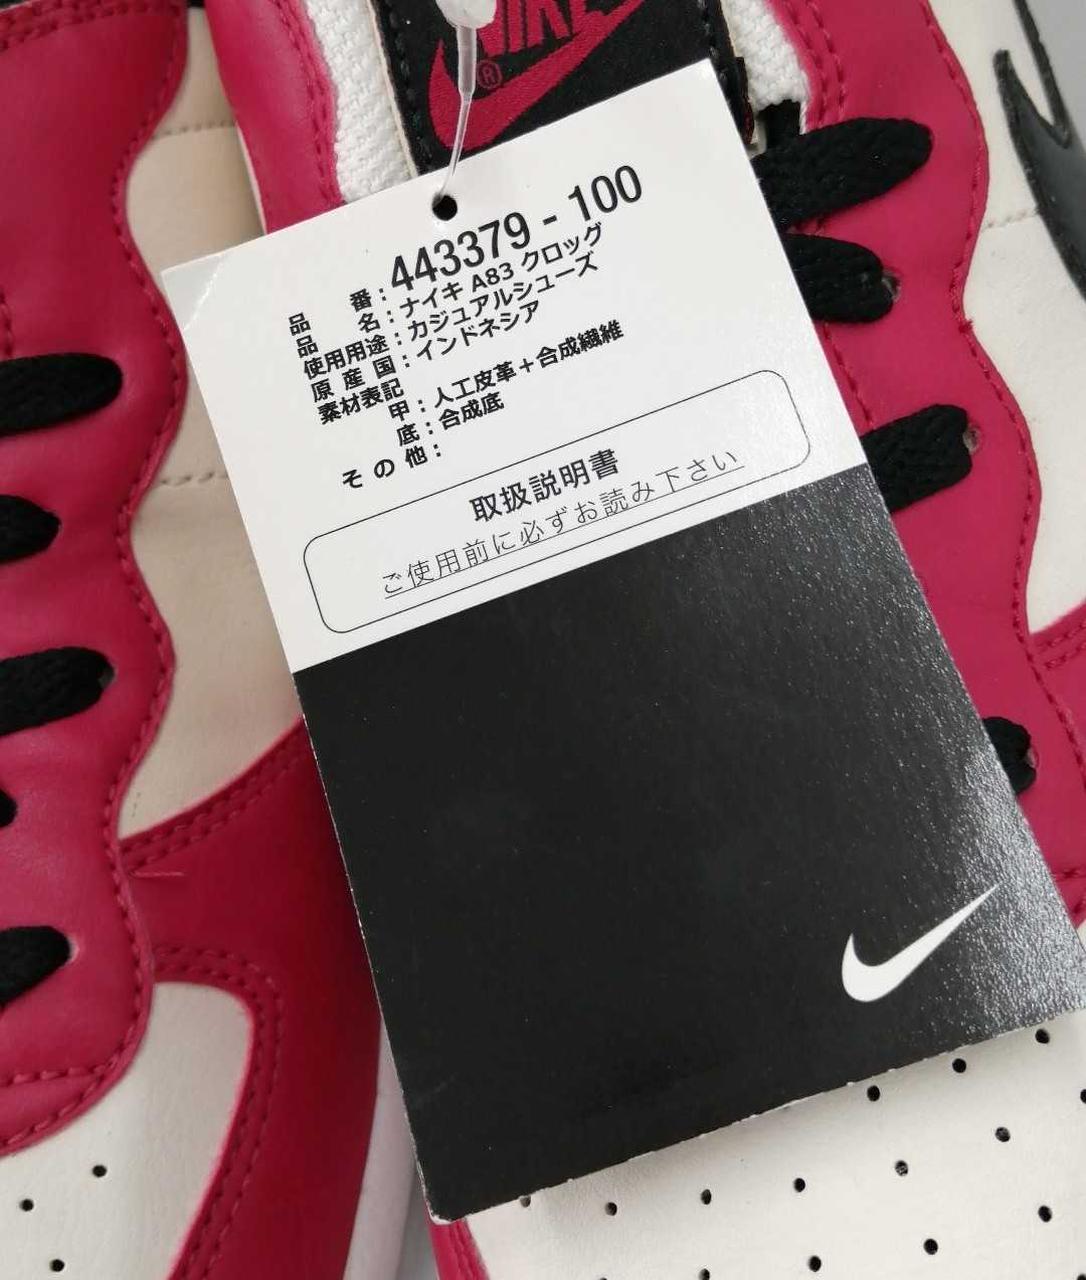 NIKE
®
品番:443379-100
品名:ナイキ A83 クロッグ
使用用途:カジュアルシューズ
原産国:インドネシア
素材表記
甲:人工皮革+合成繊維
底:合成底
その他:
取扱説明書
ご使用前に必ずお読み下さい